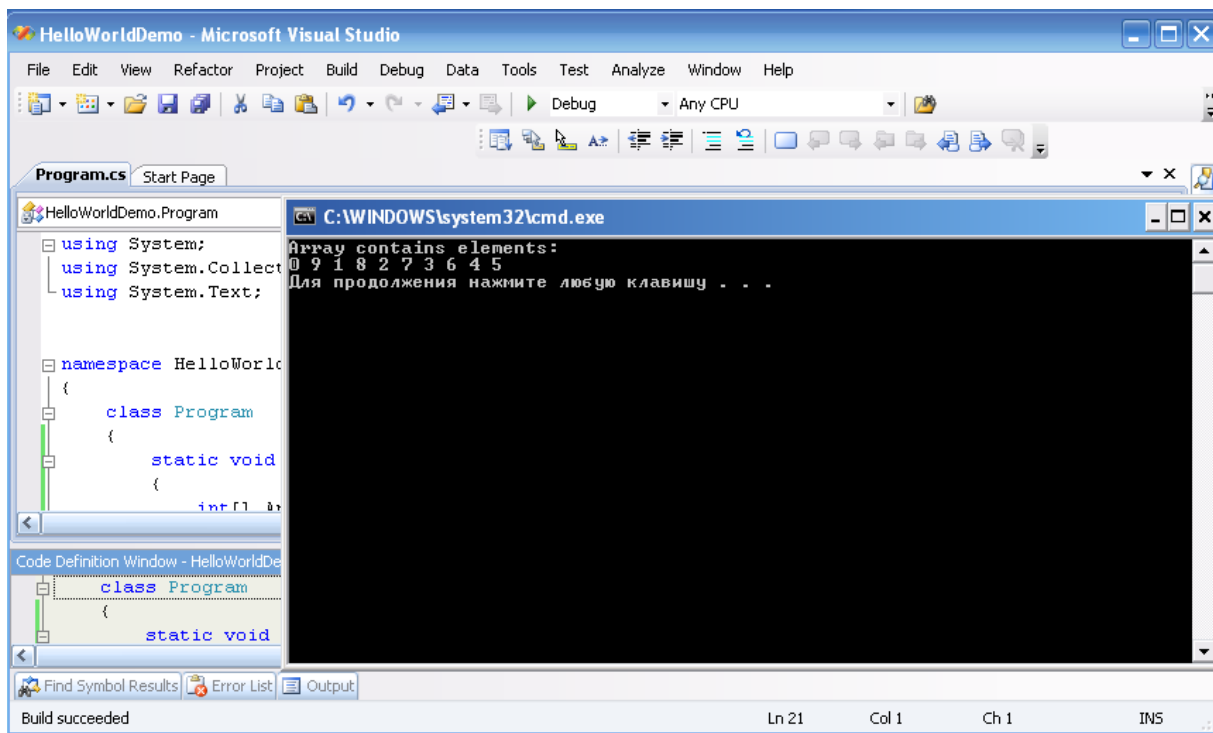 HelloWorldDemo - Microsoft Visual Studio
File Edit View Refactor Project Build Debug Data Tools Test Analyze Window Help
Debug Any CPU
Program.cs Start Page
HelloWorldDemo.Program
using System;
using System.Collect
using System.Text;
namespace HelloWorld
{
class Program
{
static void
{
int[]
C:\WINDOWS\system32\cmd.exe
Array contains elements:
0 9 1 8 2 7 3 6 4 5
Для продолжения нажмите любую клавишу . . .
Code Definition Window - HelloWorldDe
class Program
{
static void
Find Symbol Results Error List Output
Build succeeded Ln 21 Col 1 Ch 1 INS